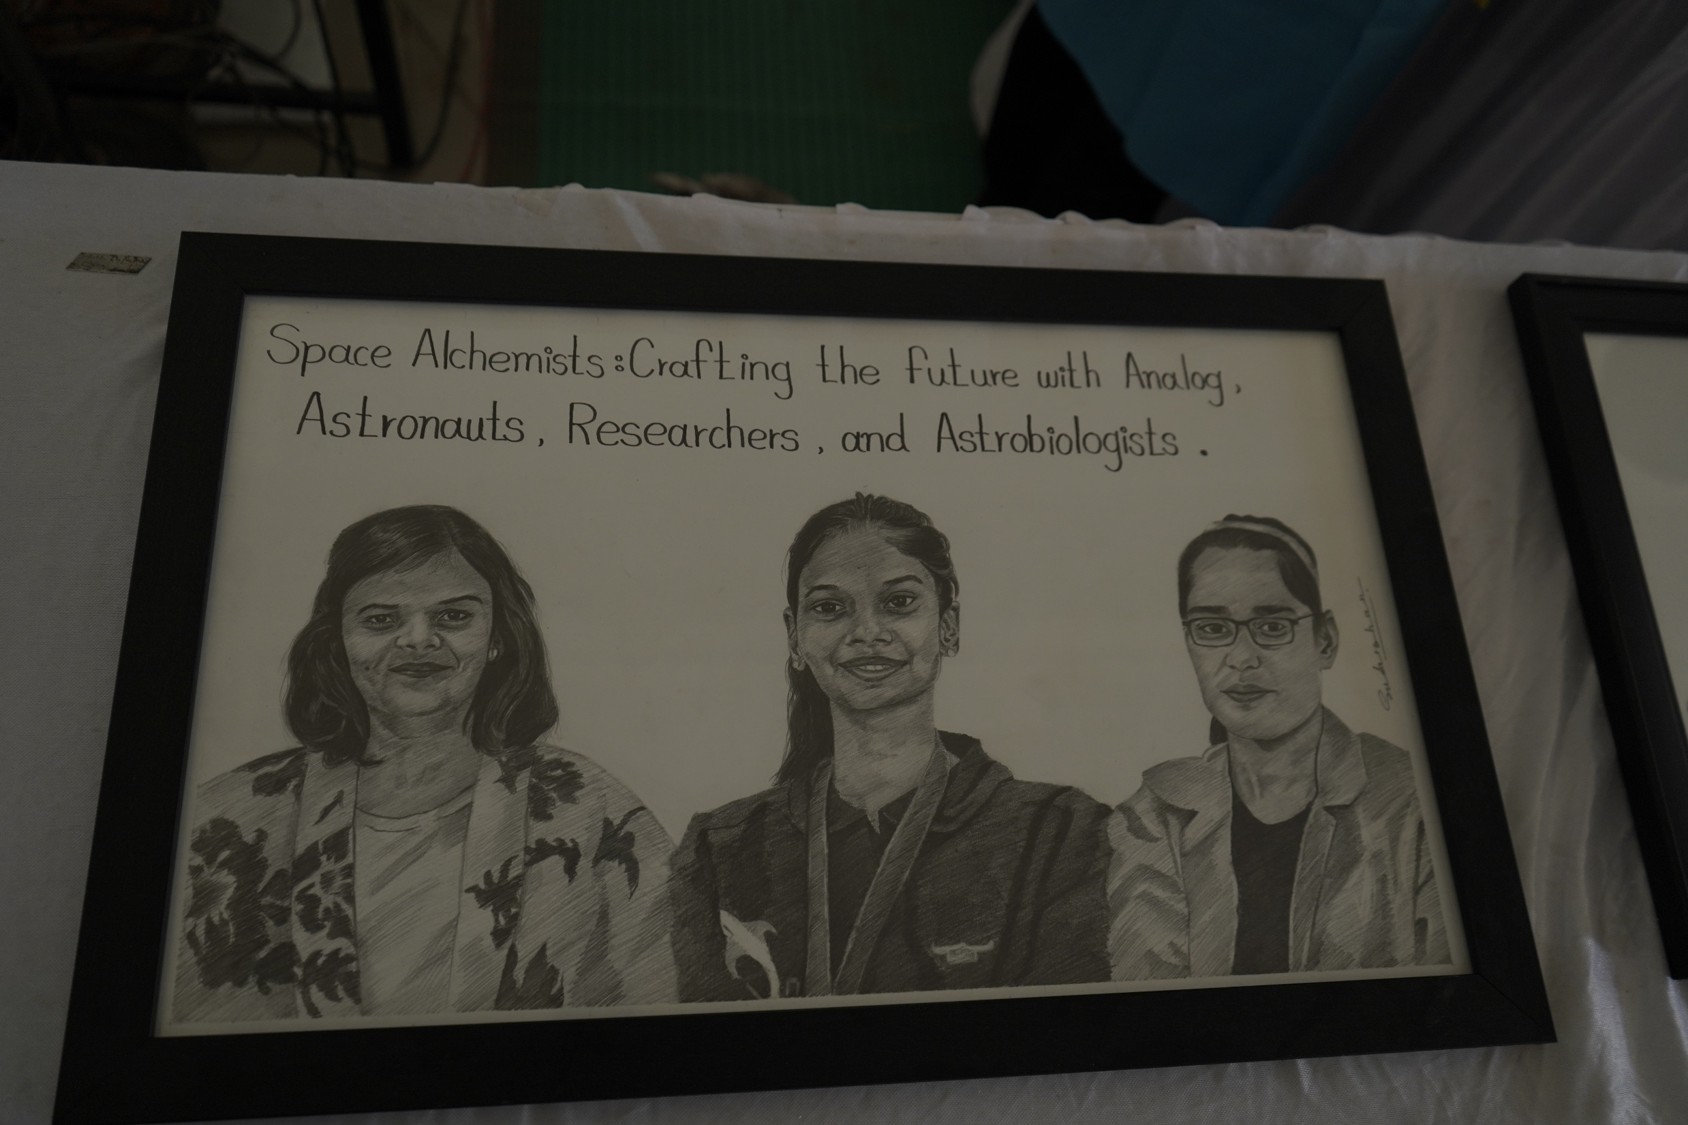 Space Alchemists: Crafting the future with Analog,
Astronauts, Researchers, and Astrobiologists.